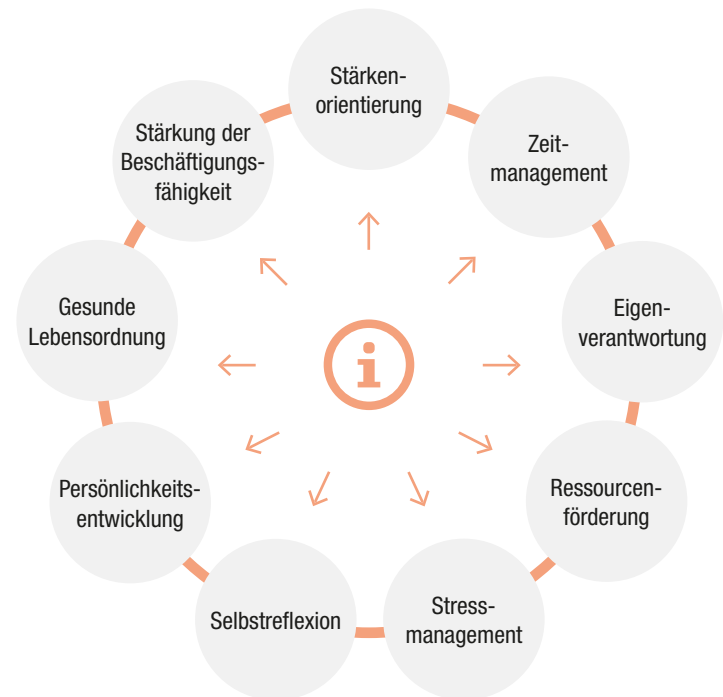 Stärken-
orientierung
Zeit-
management
Eigen-
verantwortung
Ressourcen-
förderung
Stress-
management
Selbstreflexion
Persönlichkeits-
entwicklung
Gesunde
Lebensordnung
Stärkung der
Beschäftigungs-
fähigkeit
i